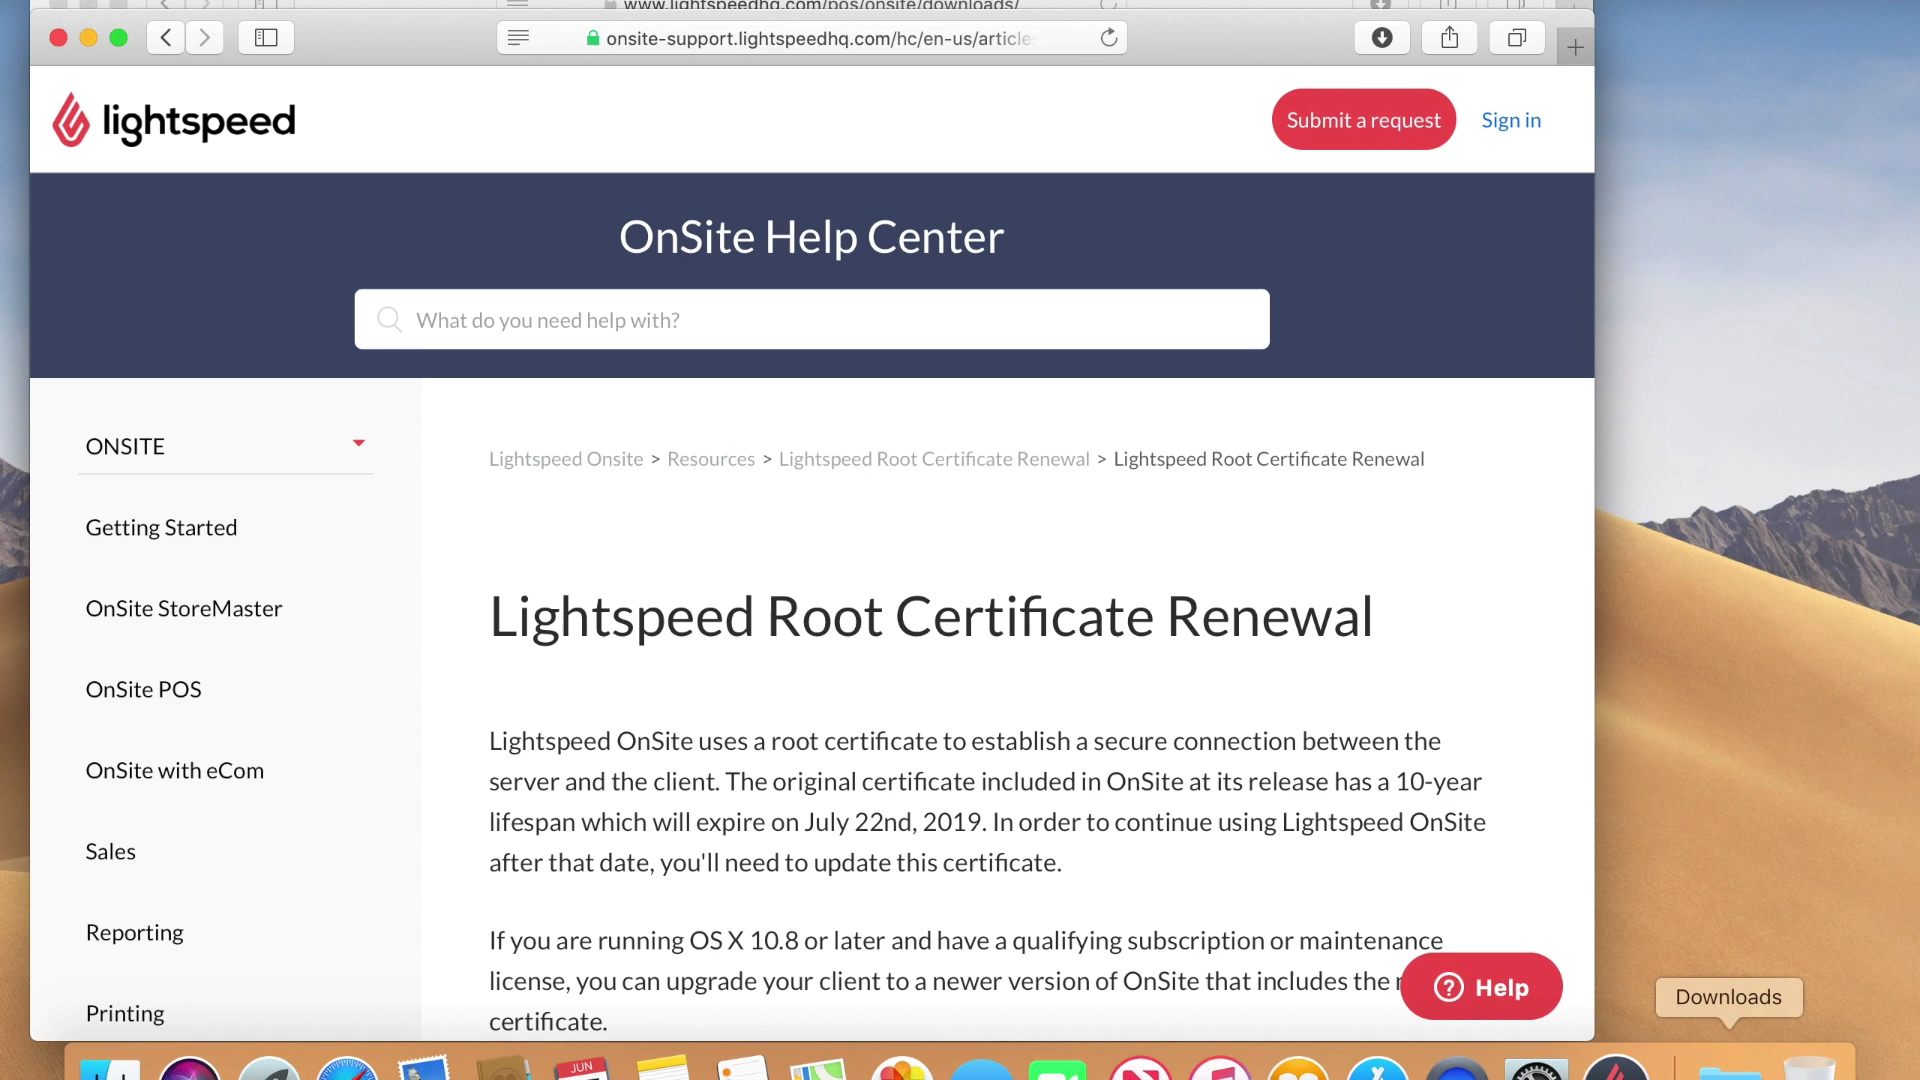 www.lightspeedhq.com/pos/onsite/downloads/
onsite-support.lightspeedhq.com/hc/en-us/article
lightspeed
Submit a request
Sign in
OnSite Help Center
What do you need help with?
ONSITE
Getting Started
OnSite StoreMaster
OnSite POS
OnSite with eCom
Sales
Reporting
Printing
Lightspeed Onsite > Resources > Lightspeed Root Certificate Renewal > Lightspeed Root Certificate Renewal
Lightspeed Root Certificate Renewal
Lightspeed OnSite uses a root certificate to establish a secure connection between the
server and the client. The original certificate included in OnSite at its release has a 10-year
lifespan which will expire on July 22nd, 2019. In order to continue using Lightspeed OnSite
after that date, you'll need to update this certificate.
If you are running OS X 10.8 or later and have a qualifying subscription or maintenance
license, you can upgrade your client to a newer version of OnSite that includes the
certificate.
Help
Downloads
JUN